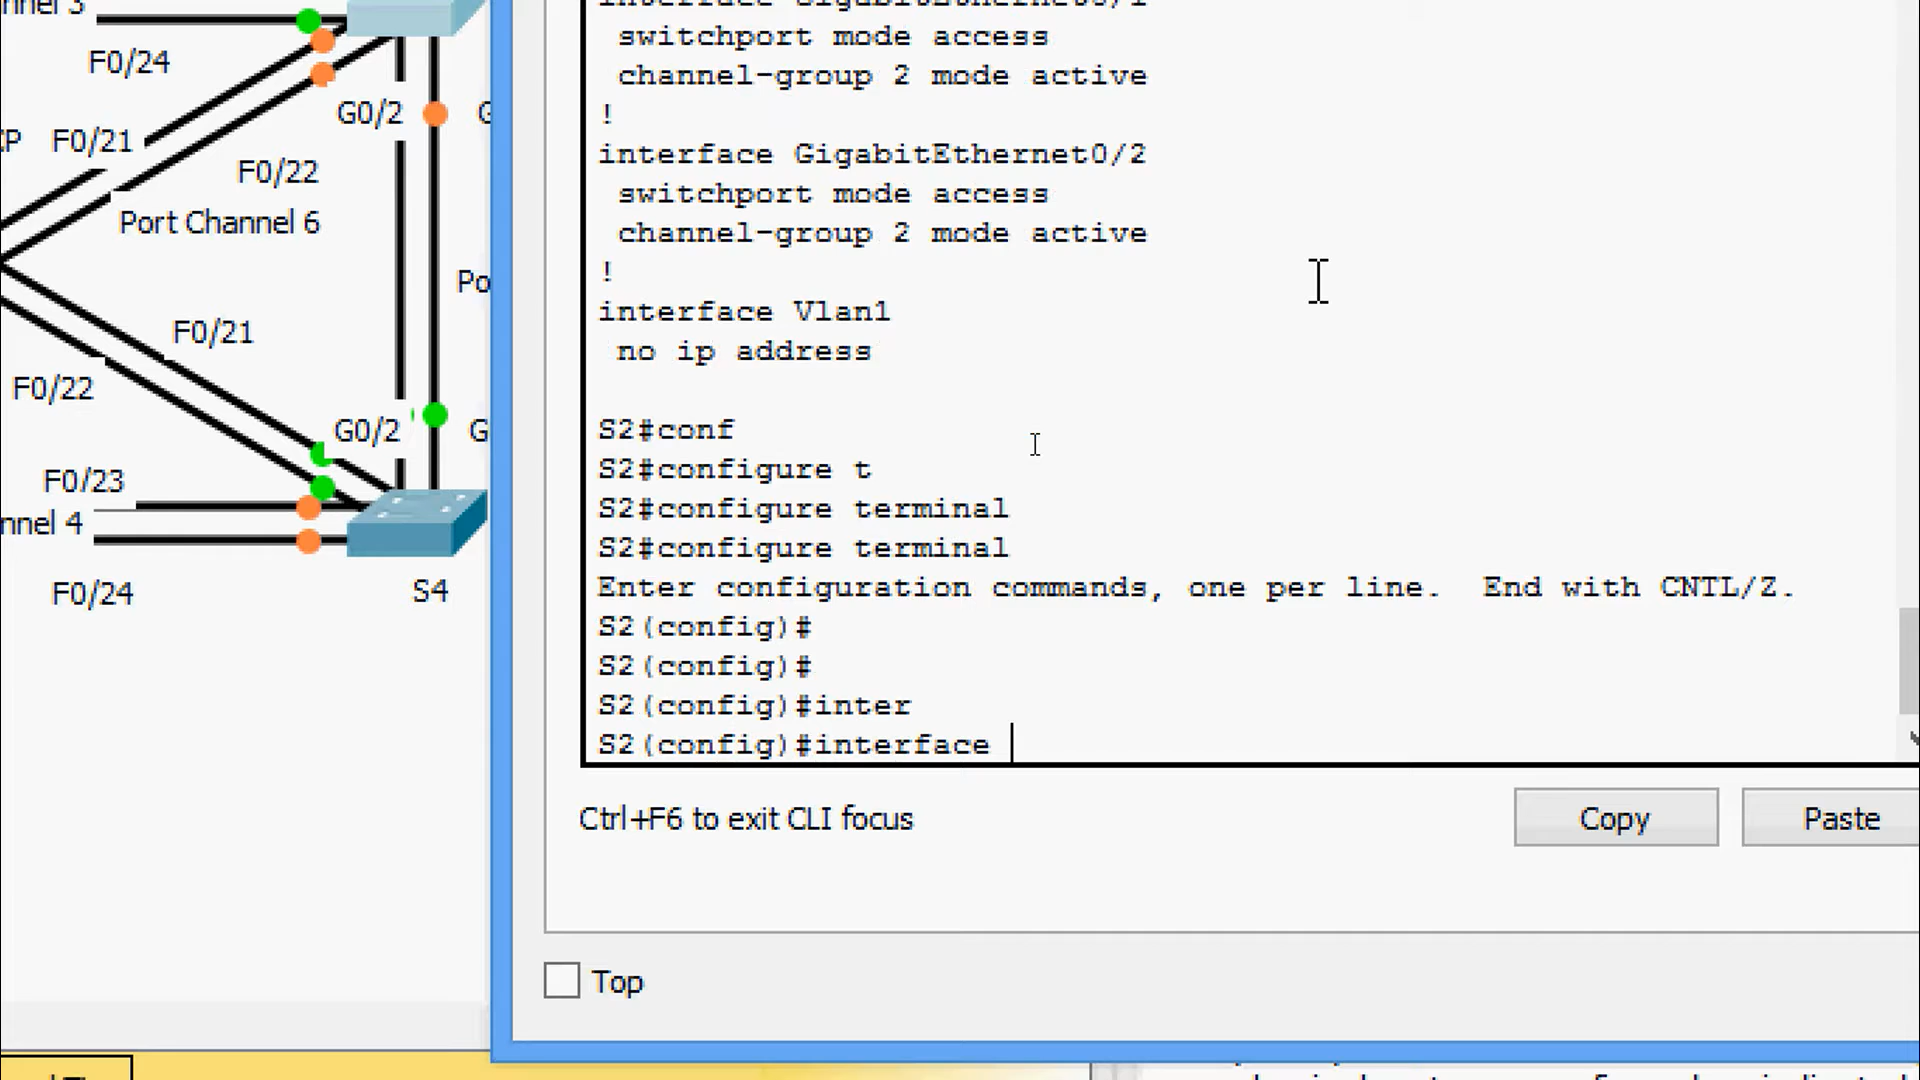 nnel 3
F0/24
F0/21
F0/22
G0/2
G
Port Channel 6
Po
F0/21
F0/22
G0/2
G
F0/23
nnel 4
F0/24
S4
switchport mode access
channel-group 2 mode active
!
interface GigabitEthernet0/2
switchport mode access
channel-group 2 mode active
!
interface Vlan1
no ip address
S2#conf
S2#configure t
S2#configure terminal
S2#configure terminal
Enter configuration commands, one per line. End with CNTL/Z.
S2(config)#
S2(config)#
S2(config)#inter
S2(config)#interface
Ctrl+F6 to exit CLI focus
Copy
Paste
Top